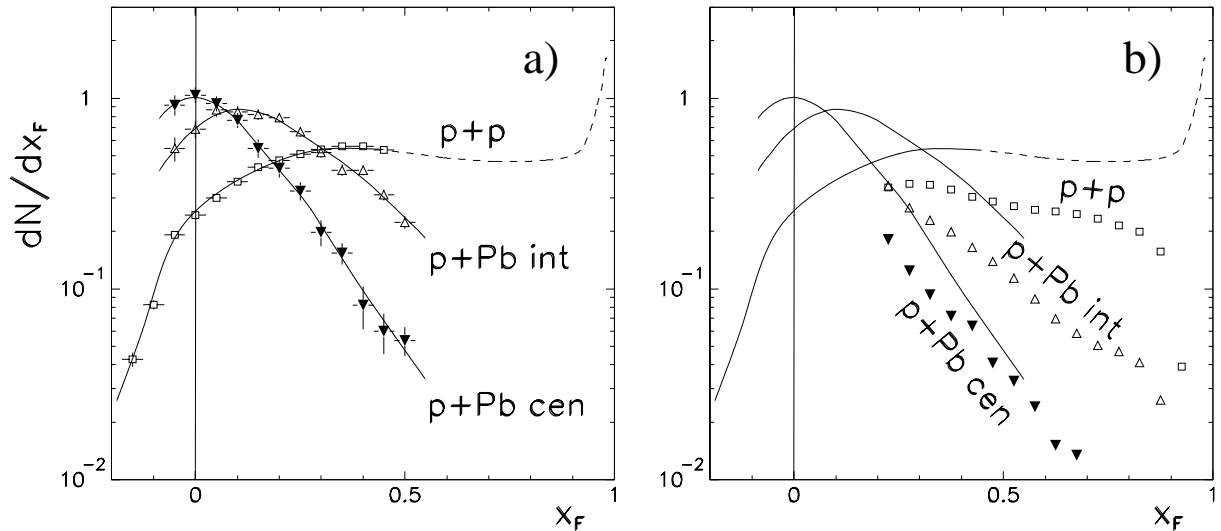 a)
dN/dx_F
1
10^-1
10^-2
p+p
p+Pb int
p+Pb cen
0
0.5
1
x_F
b)
1
10^-1
10^-2
p+p
p+Pb int
p+Pb cen
0
0.5
1
x_F